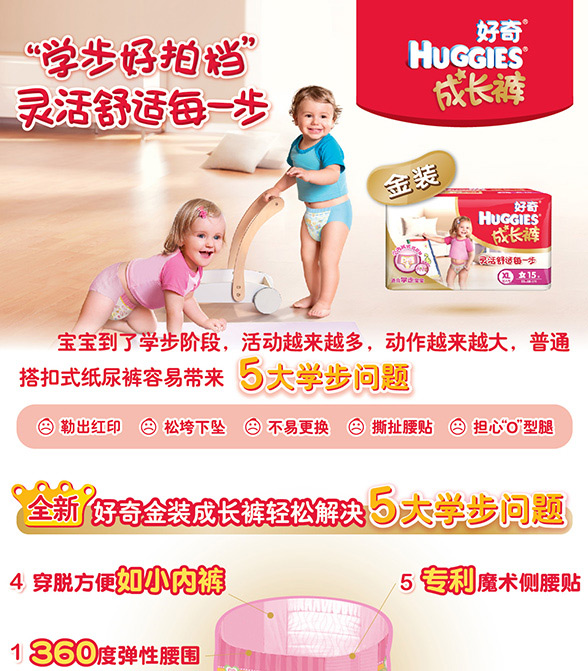 好奇®
HUGGIES®
成长裤
“学步好拍档”
灵活舒适每一步
金装
好奇
HUGGIES
成长裤
灵活舒适每一步
XL
女15
宝宝到了学步阶段，活动越来越多，动作越来越大，普通
搭扣式纸尿裤容易带来 5大学步问题
勒出红印 松垮下坠 不易更换 撕扯腰贴 担心“O”型腿
全新 好奇金装成长裤轻松解决 5大学步问题
4 穿脱方便如小内裤 5 专利魔术侧腰贴
1 360度弹性腰围